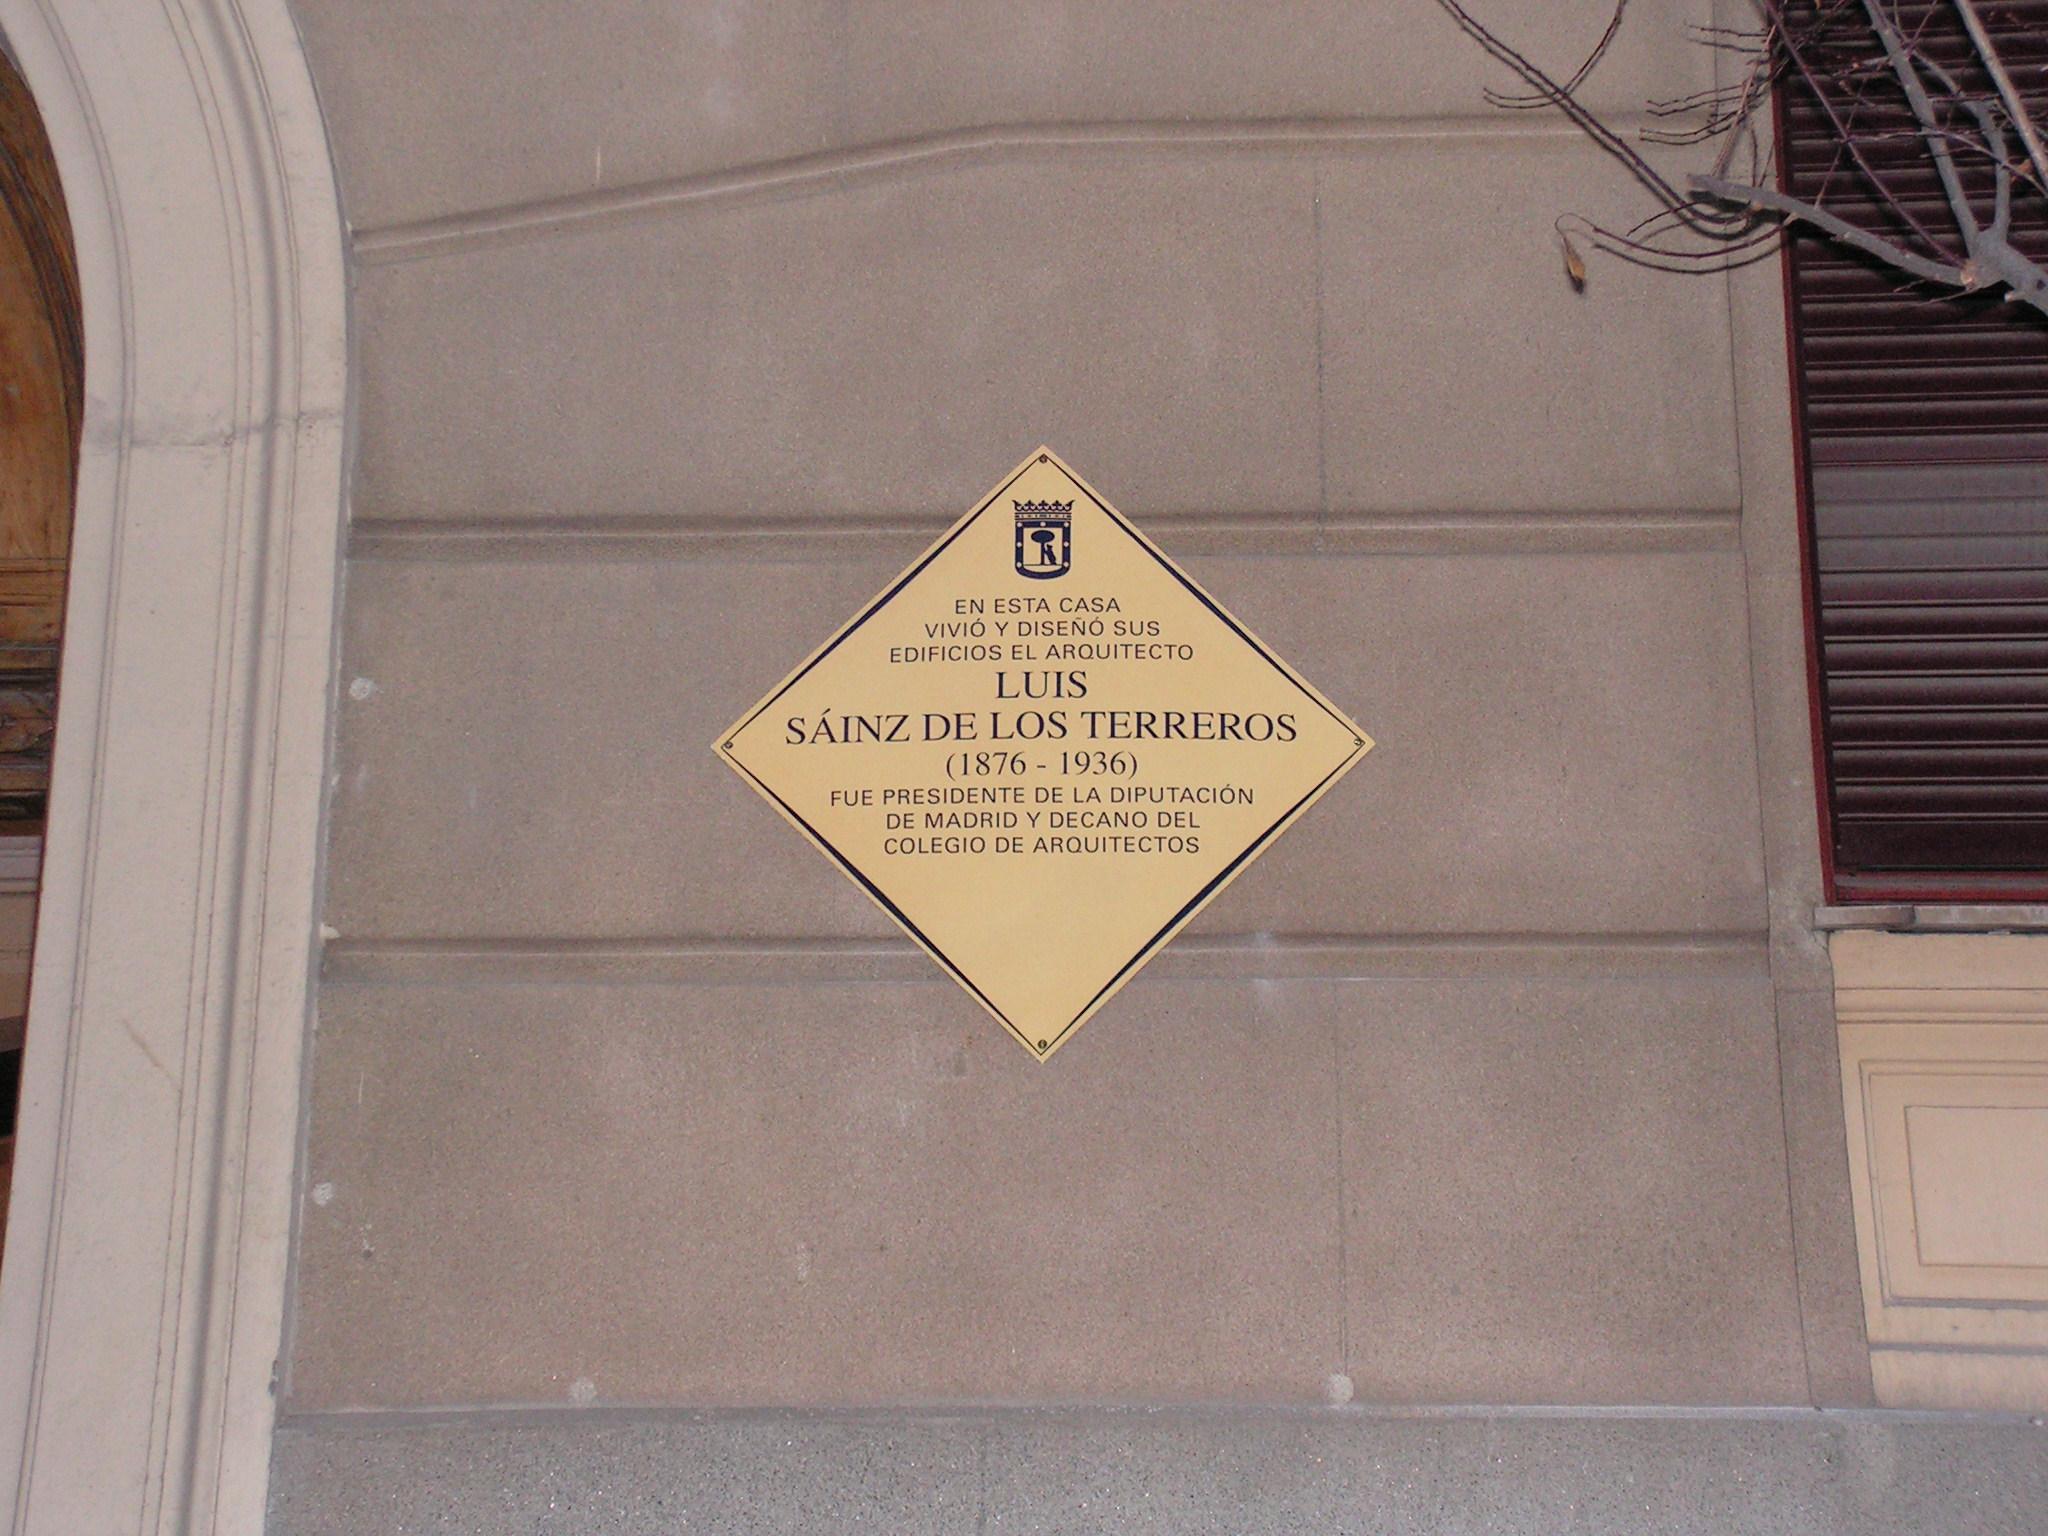 EN ESTA CASA
VIVIÓ Y DISEÑÓ SUS
EDIFICIOS EL ARQUITECTO
LUIS
SÁINZ DE LOS TERREROS
(1876 - 1936)
FUE PRESIDENTE DE LA DIPUTACIÓN
DE MADRID Y DECANO DEL
COLEGIO DE ARQUITECTOS